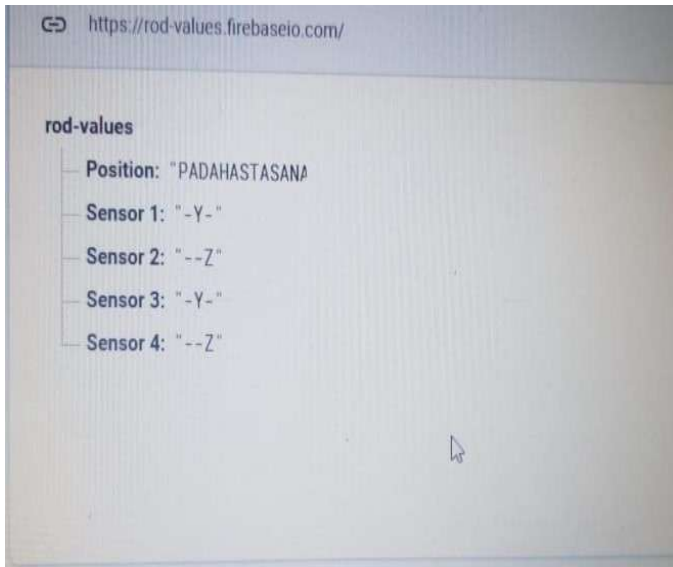 https://rod-values.firebaseio.com/
rod-values
Position: "PADAHASTASANA
Sensor 1: "-Y-"
Sensor 2: "--Z"
Sensor 3: "-Y-"
Sensor 4: "--Z"